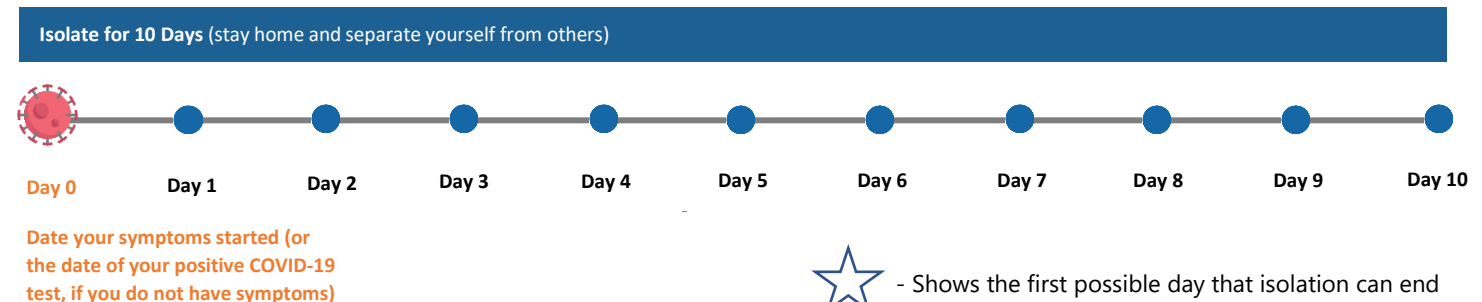 Isolate for 10 Days (stay home and separate yourself from others)
Day 0 Day 1 Day 2 Day 3 Day 4 Day 5 Day 6 Day 7 Day 8 Day 9 Day 10
Date your symptoms started (or
the date of your positive COVID-19
test, if you do not have symptoms)
- Shows the first possible day that isolation can end